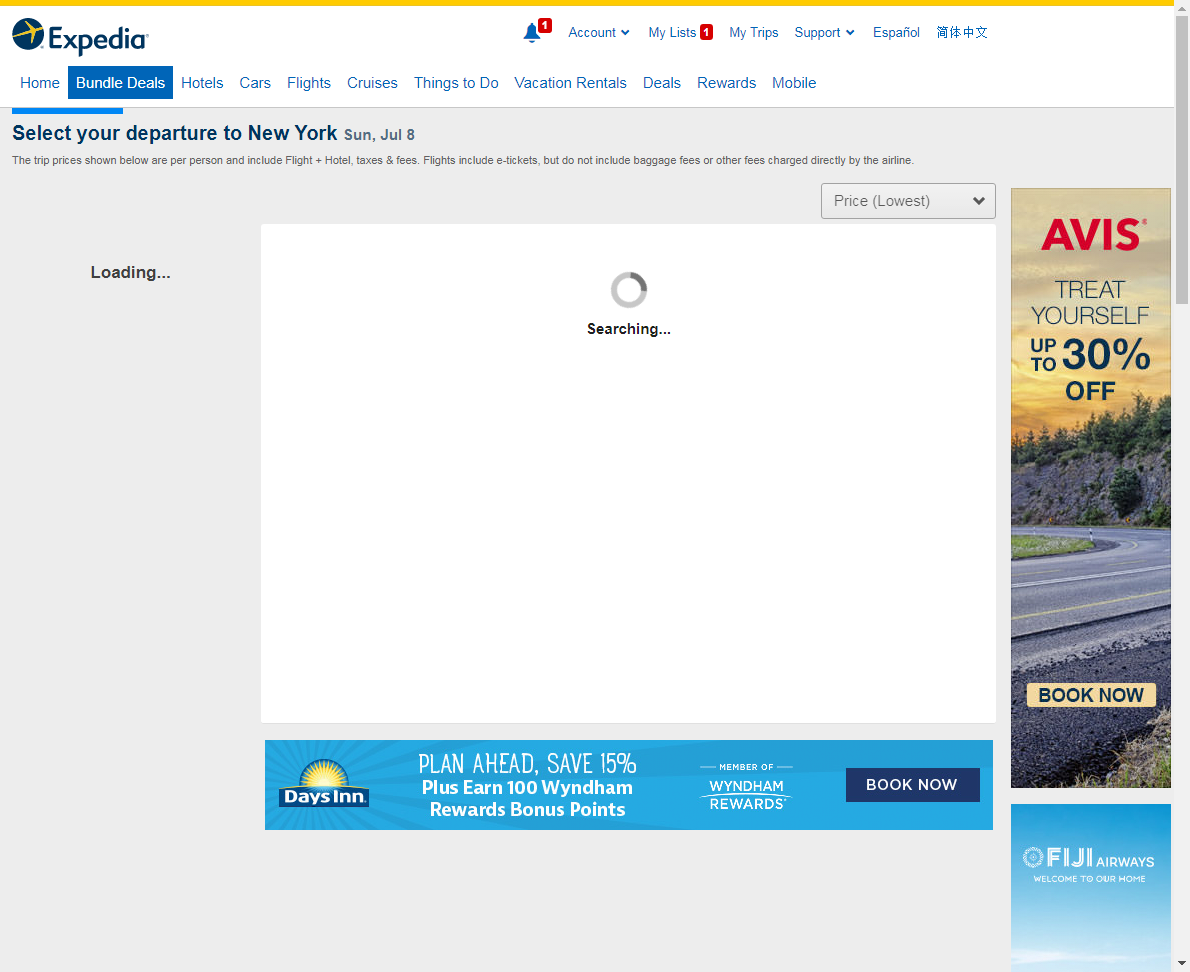 Expedia
1
Account
My Lists 1
My Trips
Support
Español
简体中文
Home
Bundle Deals
Hotels
Cars
Flights
Cruises
Things to Do
Vacation Rentals
Deals
Rewards
Mobile
Select your departure to New York Sun, Jul 8
The trip prices shown below are per person and include Flight + Hotel, taxes & fees. Flights include e-tickets, but do not include baggage fees or other fees charged directly by the airline.
Price (Lowest)
Loading...
Searching...
AVIS®
TREAT
YOURSELF
UP TO 30%
OFF
BOOK NOW
Days Inn.
PLAN AHEAD, SAVE 15%
Plus Earn 100 Wyndham
Rewards Bonus Points
MEMBER OF
WYNDHAM
REWARDS®
BOOK NOW
FIJI AIRWAYS
WELCOME TO OUR HOME